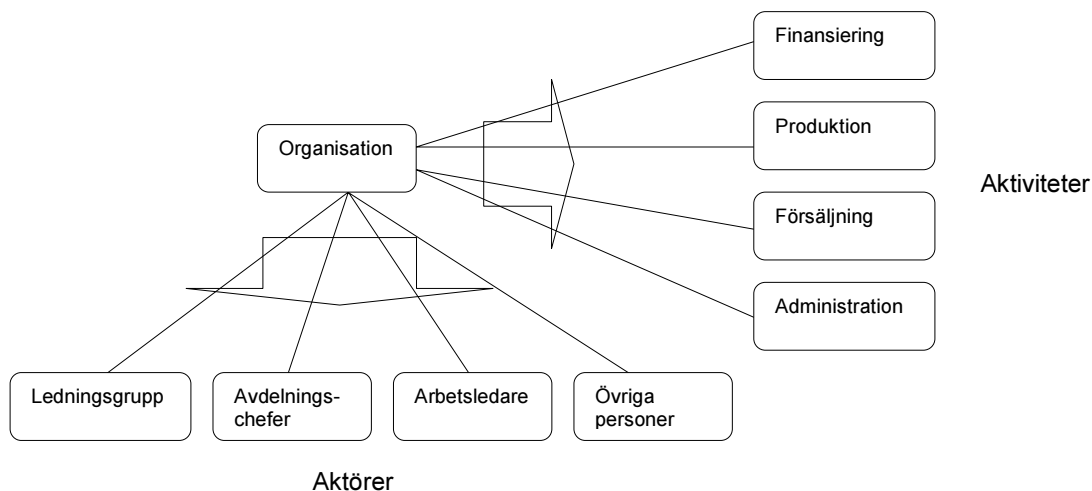 Finansiering
Produktion
Organisation
Aktiviteter
Försäljning
Administration
Ledningsgrupp
Avdelnings-
chefer
Arbetsledare
Övriga
personer
Aktörer